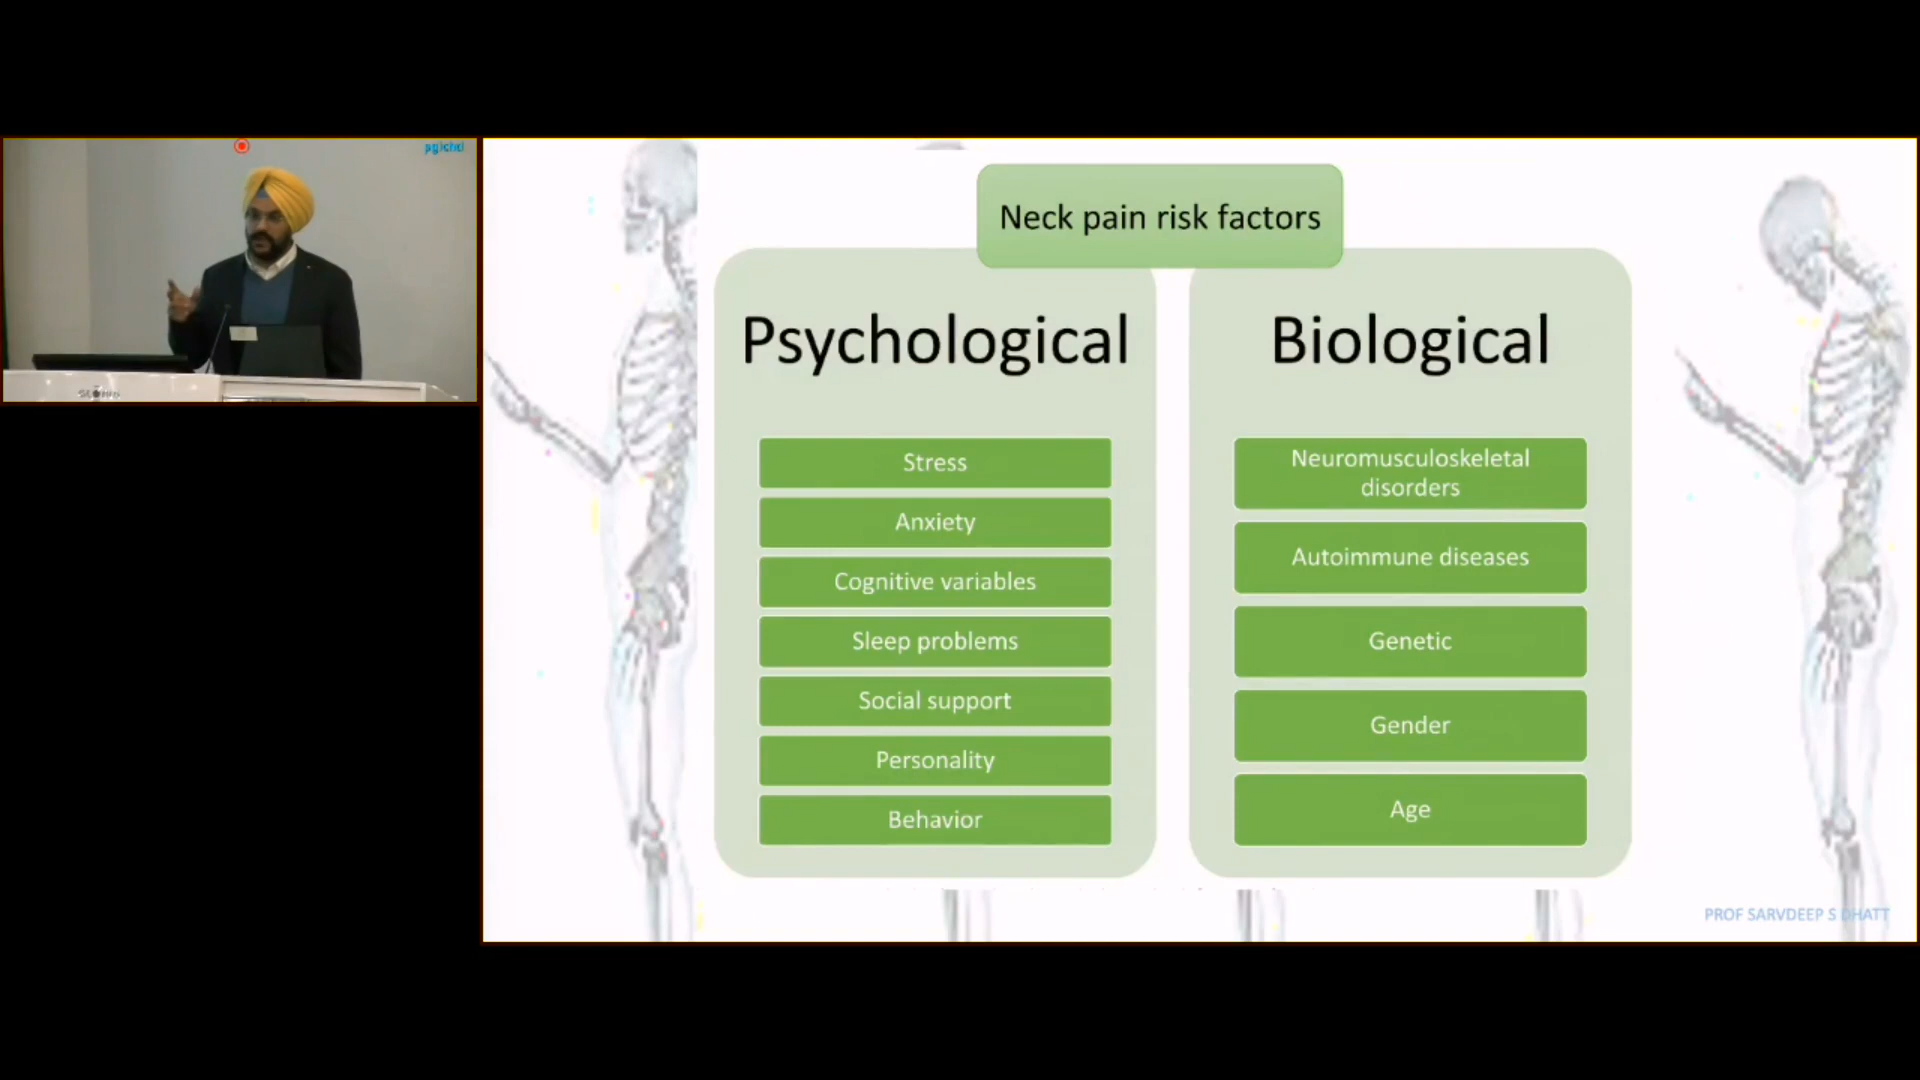 pgichd
Neck pain risk factors
Psychological
Stress
Anxiety
Cognitive variables
Sleep problems
Social support
Personality
Behavior
Biological
Neuromusculoskeletal
disorders
Autoimmune diseases
Genetic
Gender
Age
PROF SARVDEEP S DHATT